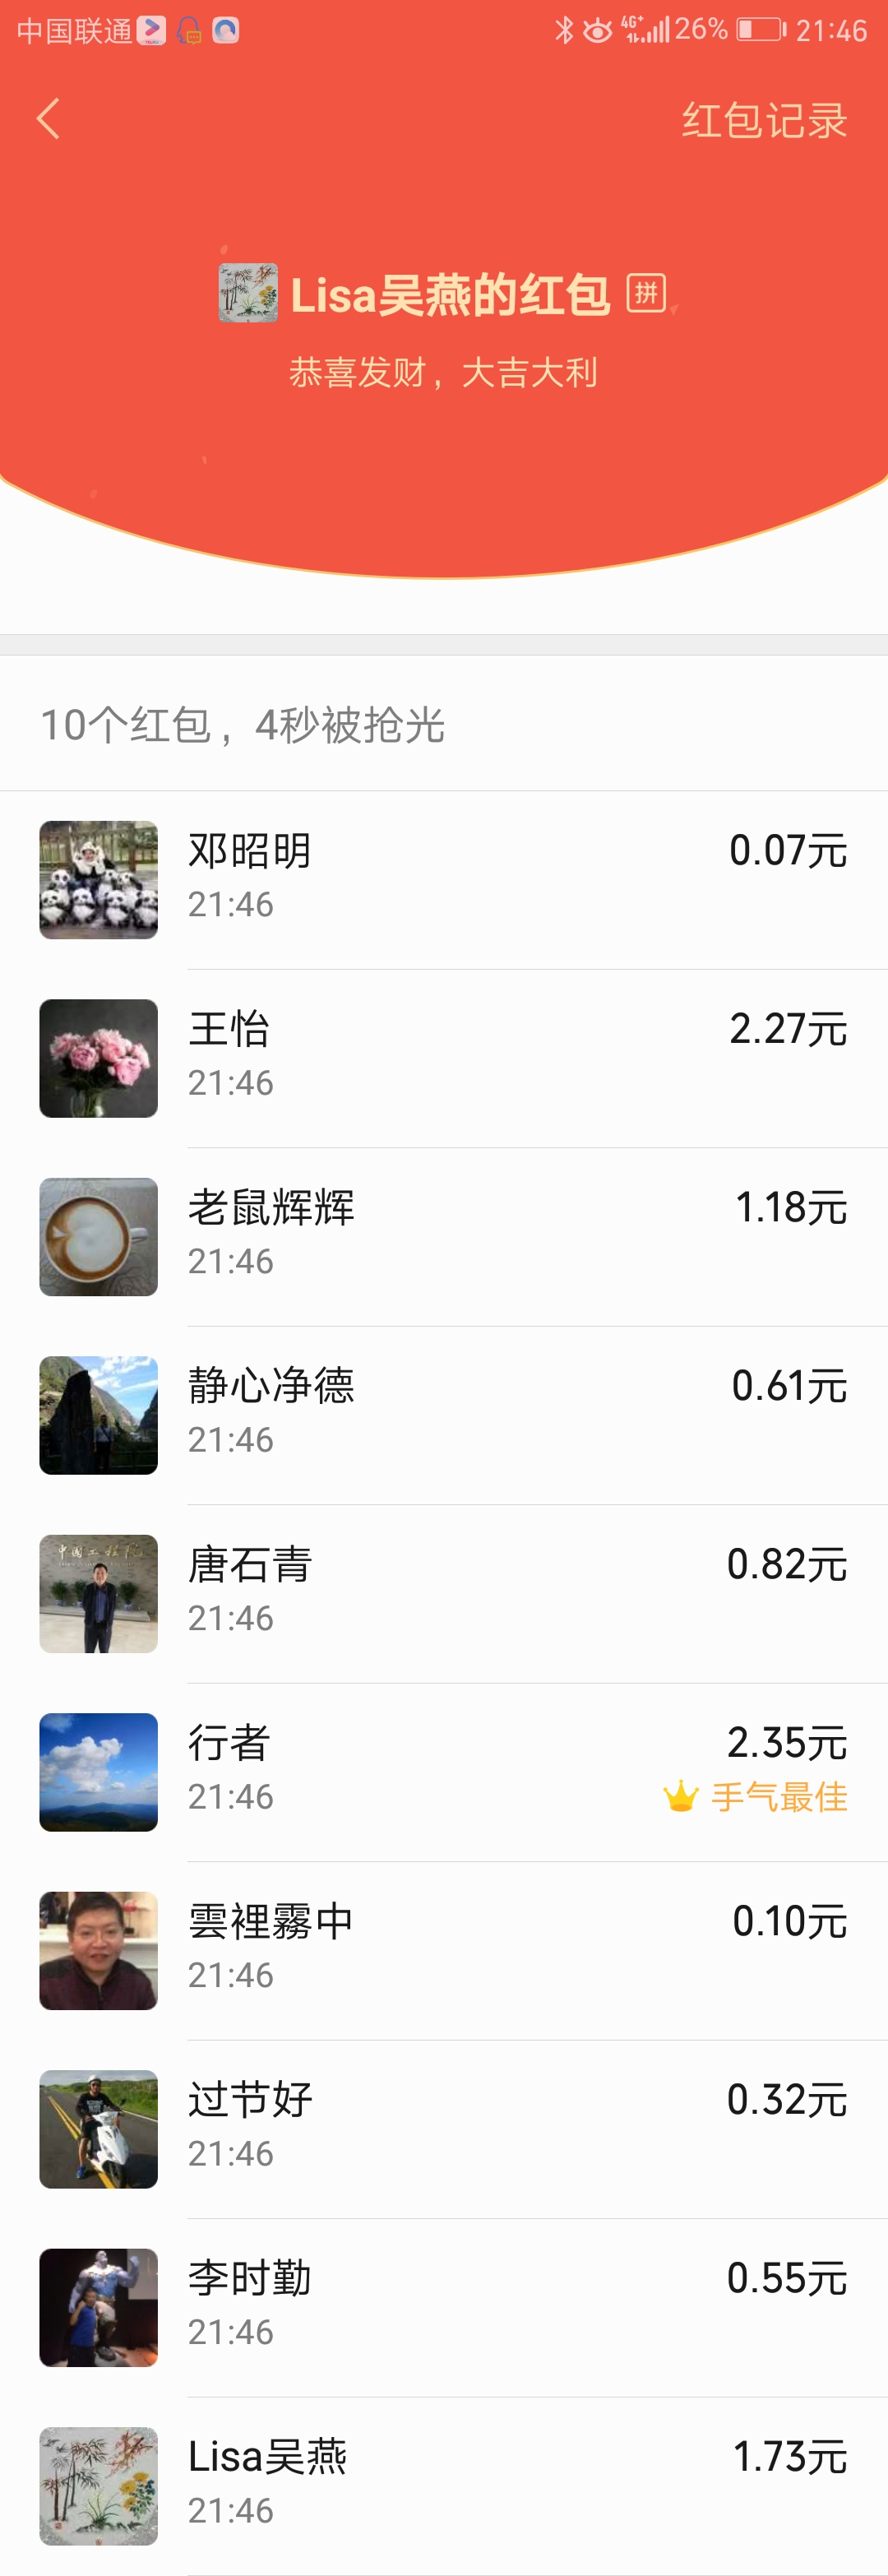 中国联通 4G+ 26% 21:46
红包记录
Lisa吴燕的红包 拼
恭喜发财，大吉大利
10个红包，4秒被抢光
邓昭明 0.07元
21:46
王怡 2.27元
21:46
老鼠辉辉 1.18元
21:46
静心净德 0.61元
21:46
中国工程院
唐石青 0.82元
21:46
行者 2.35元
21:46 手气最佳
雲裡霧中 0.10元
21:46
过节好 0.32元
21:46
李时勤 0.55元
21:46
Lisa吴燕 1.73元
21:46